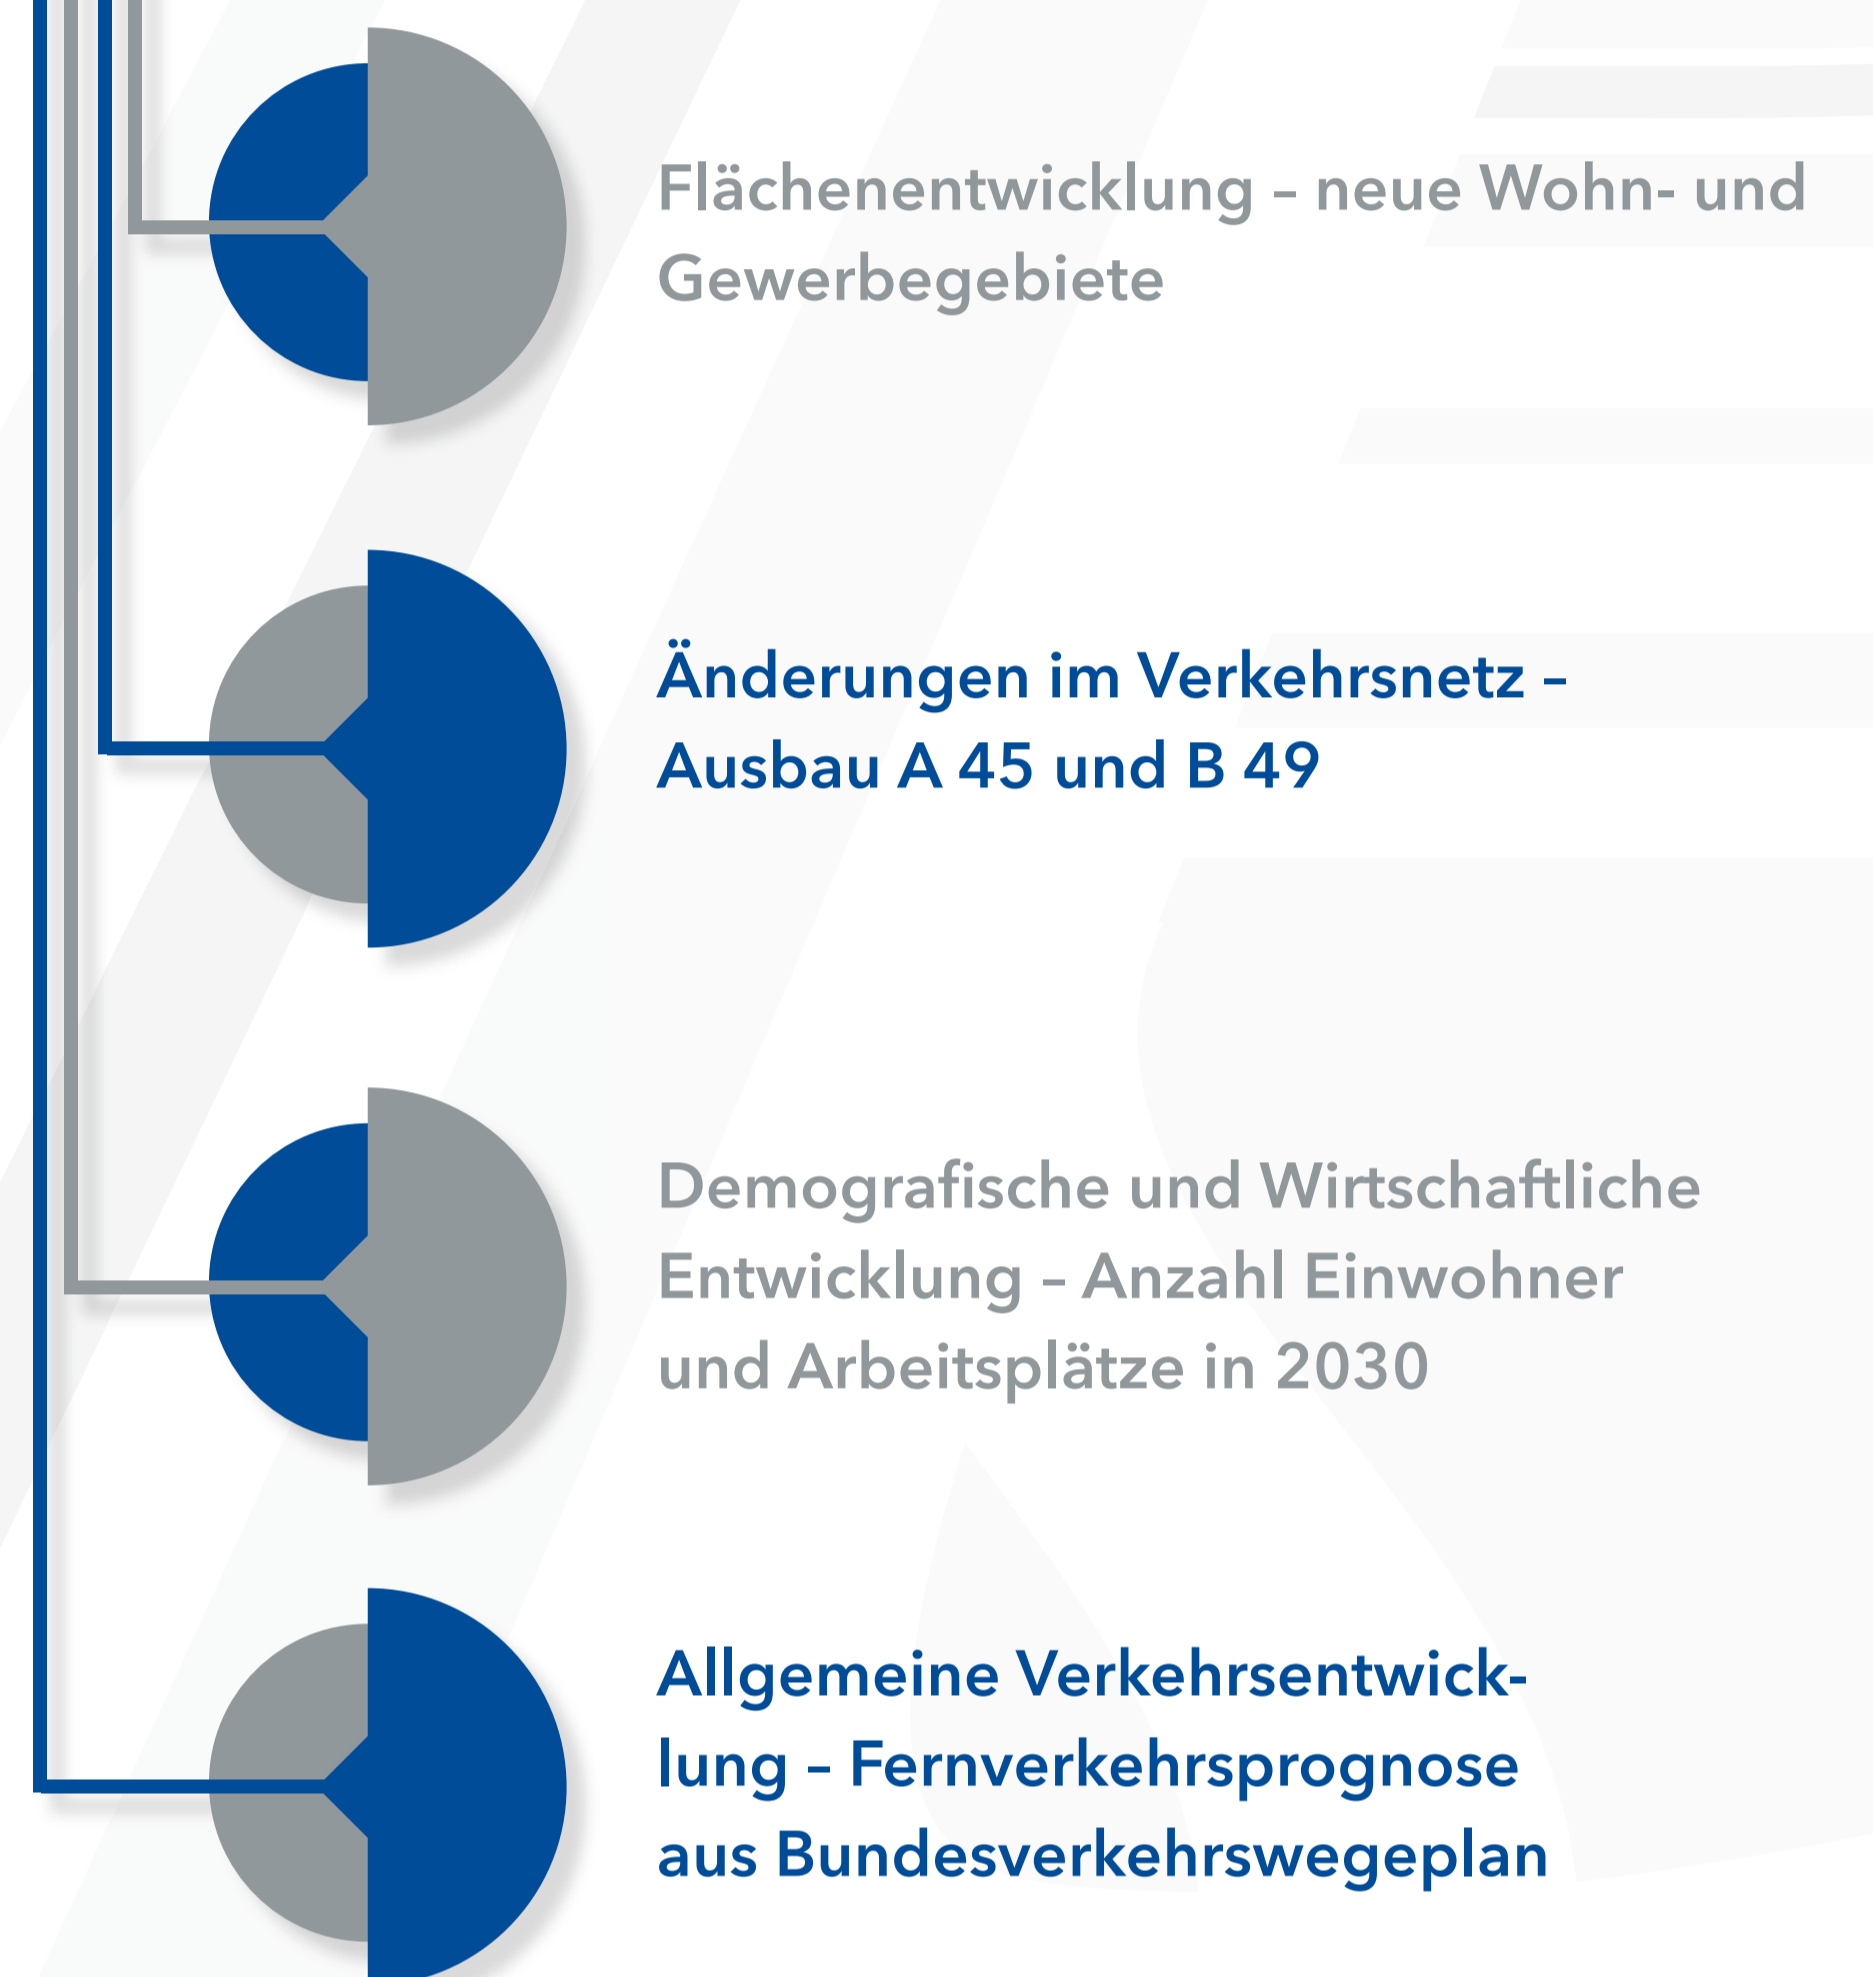 Flächenentwicklung – neue Wohn- und
Gewerbegebiete
Änderungen im Verkehrsnetz –
Ausbau A 45 und B 49
Demografische und Wirtschaftliche
Entwicklung – Anzahl Einwohner
und Arbeitsplätze in 2030
Allgemeine Verkehrsentwick-
lung – Fernverkehrsprognose
aus Bundesverkehrswegeplan